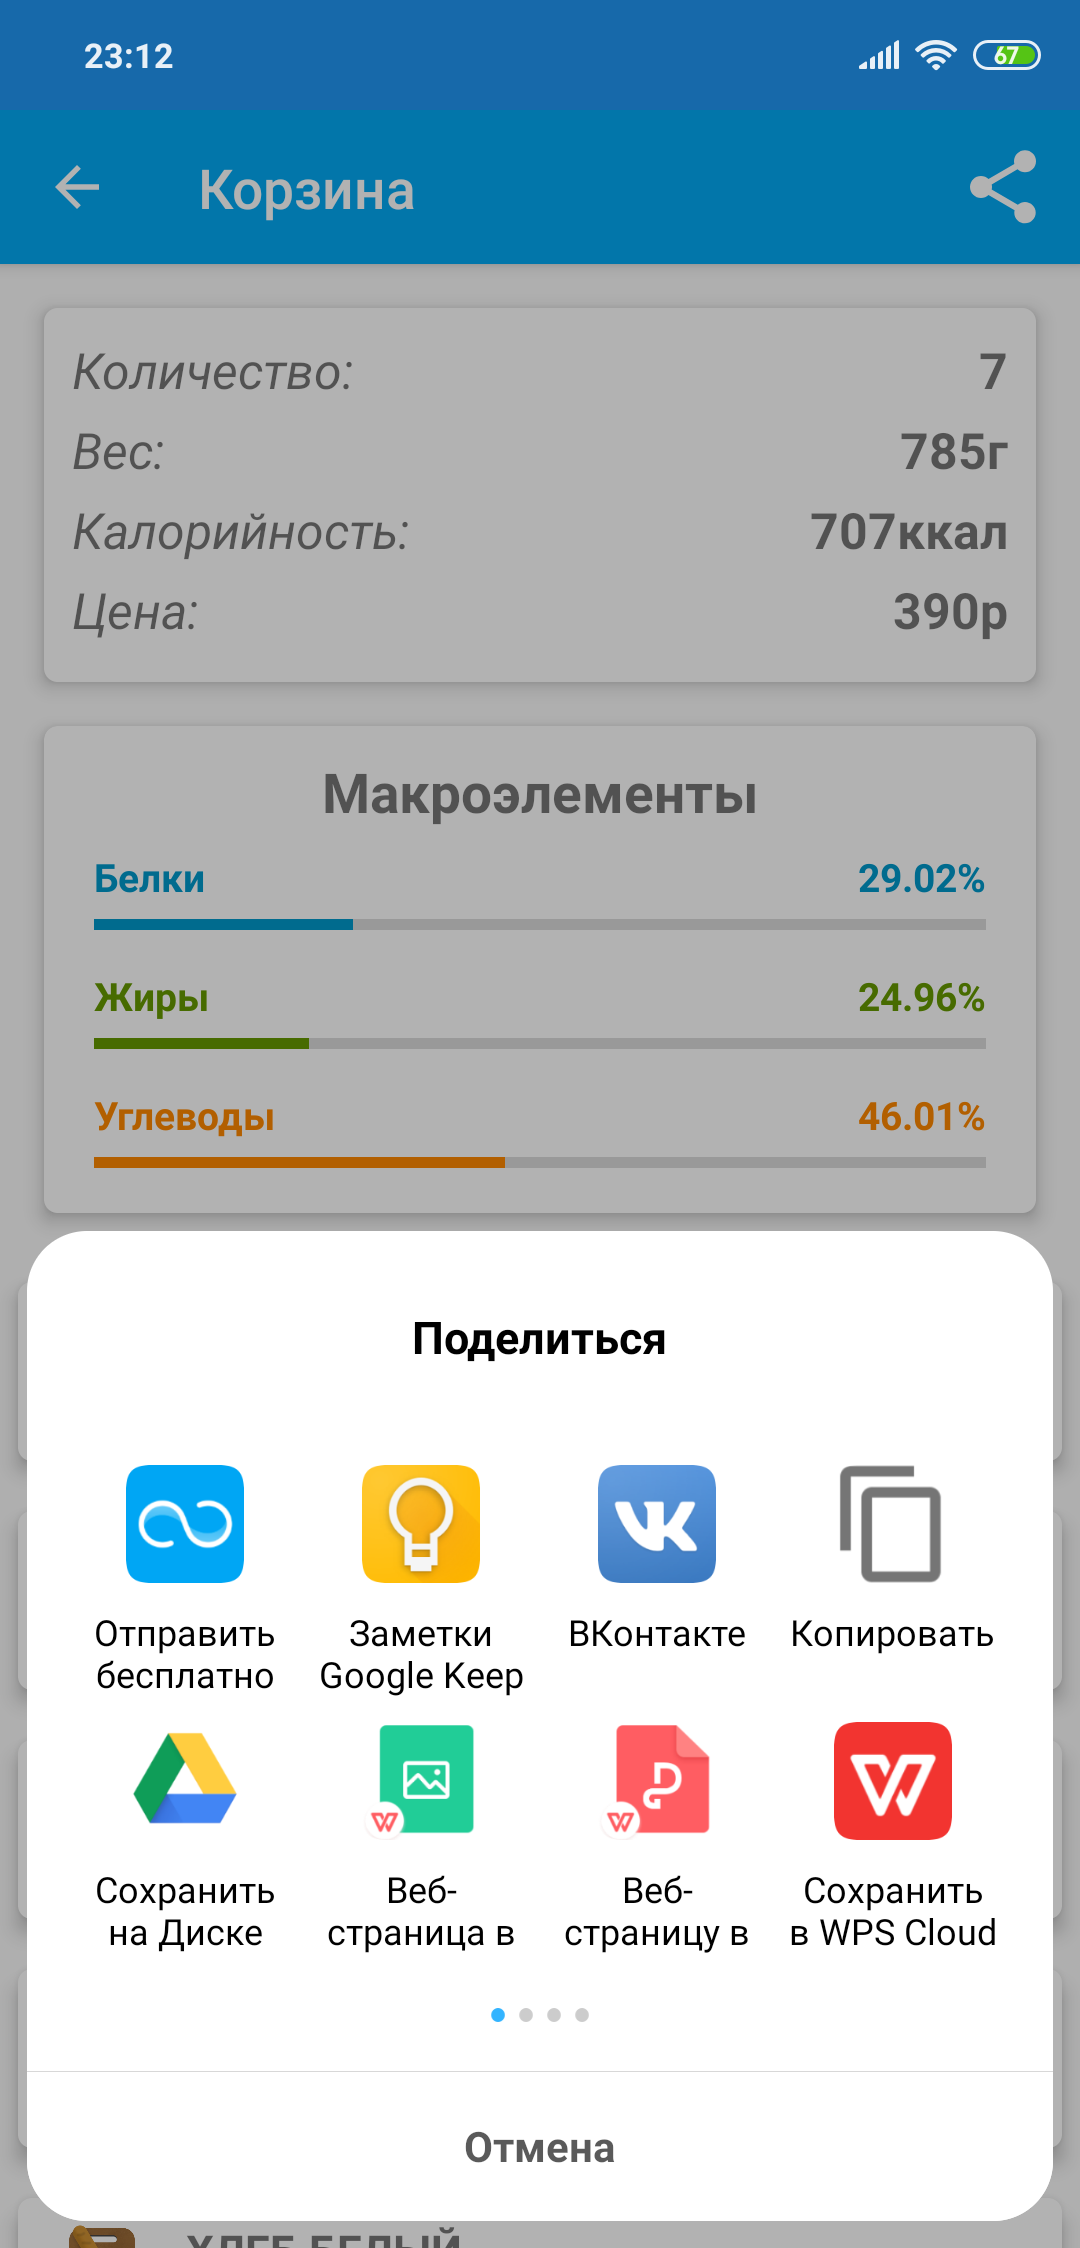 23:12
67
Корзина
Количество: 7
Вес: 785г
Калорийность: 707ккал
Цена: 390р
Макроэлементы
Белки 29.02%
Жиры 24.96%
Углеводы 46.01%
Поделиться
Отправить Заметки ВКонтакте Копировать
бесплатно Google Keep
Сохранить Веб- Веб- Сохранить
на Диске страница в страницу в в WPS Cloud
Отмена
ХЛЕБ БЕЛЫЙ